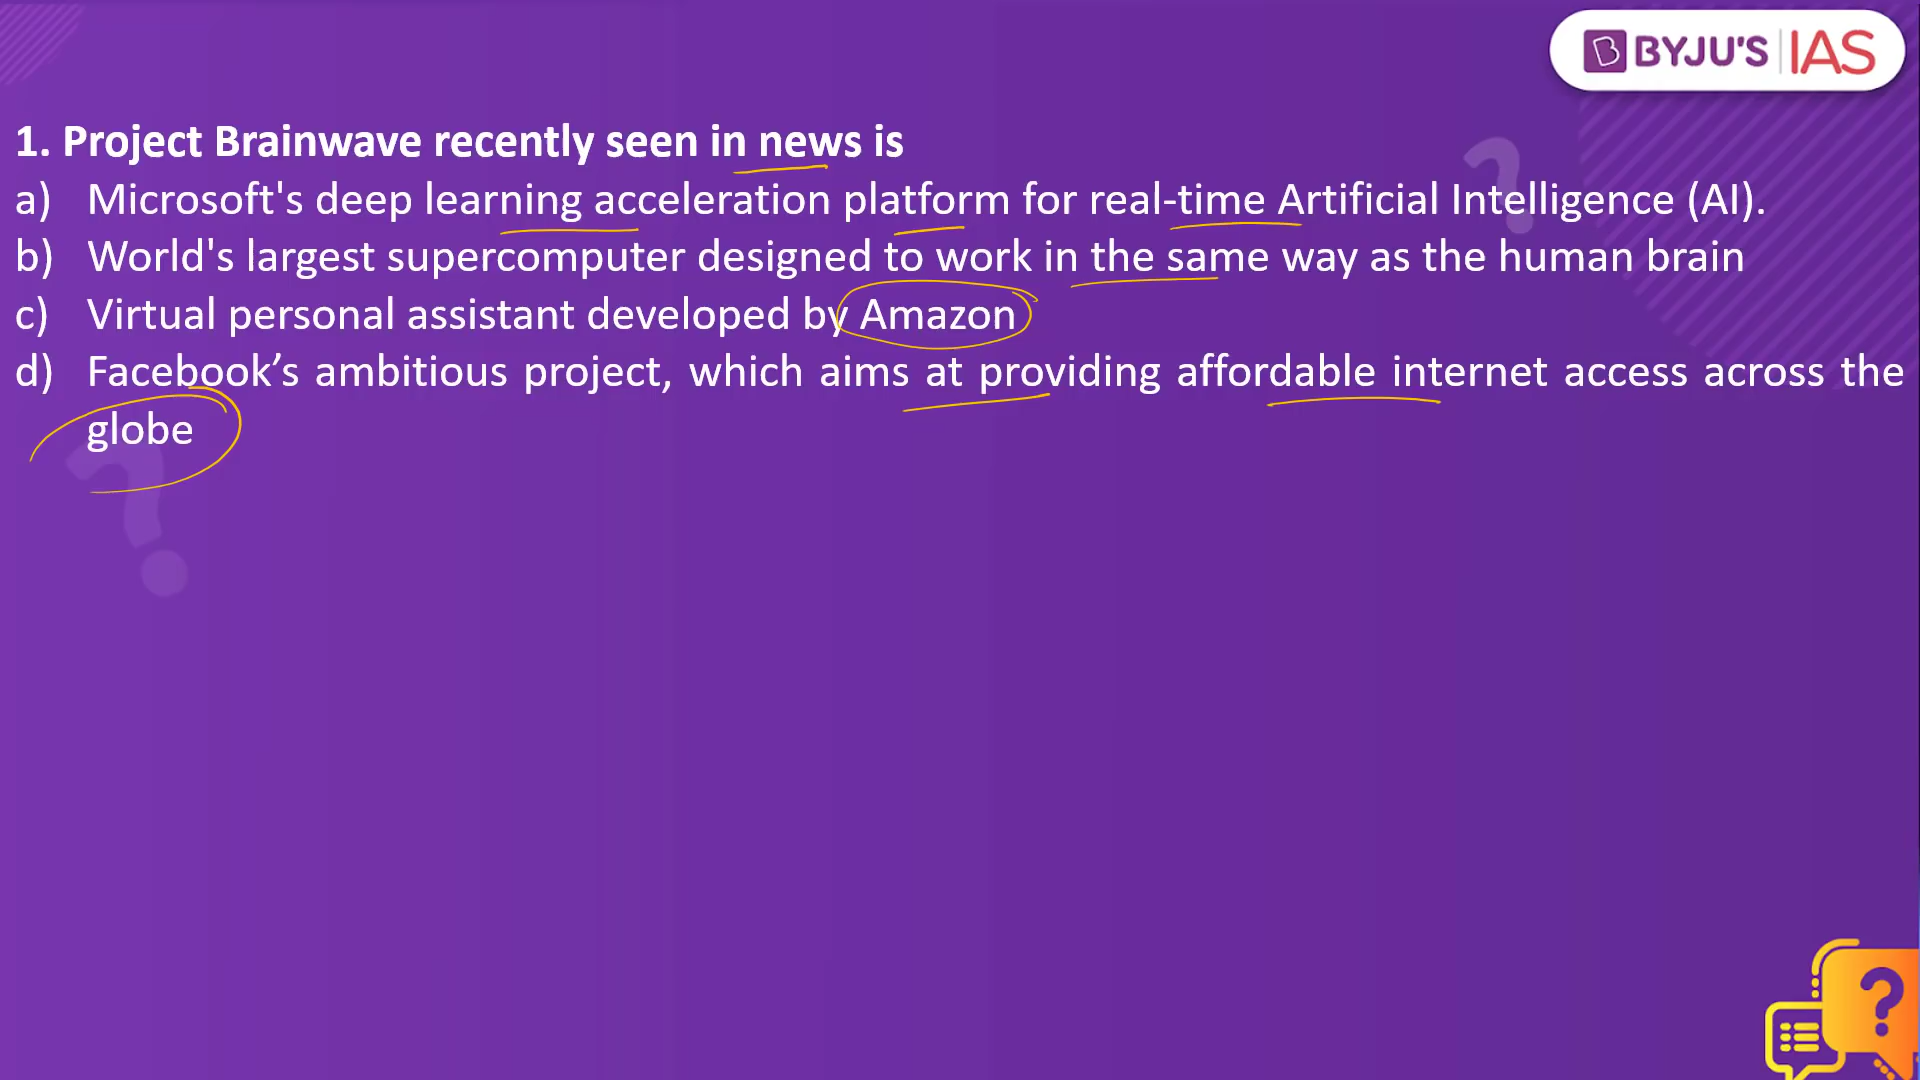 BYJU'S IAS
1. Project Brainwave recently seen in news is
a) Microsoft's deep learning acceleration platform for real-time Artificial Intelligence (AI).
b) World's largest supercomputer designed to work in the same way as the human brain
c) Virtual personal assistant developed by Amazon
d) Facebook’s ambitious project, which aims at providing affordable internet access across the
globe